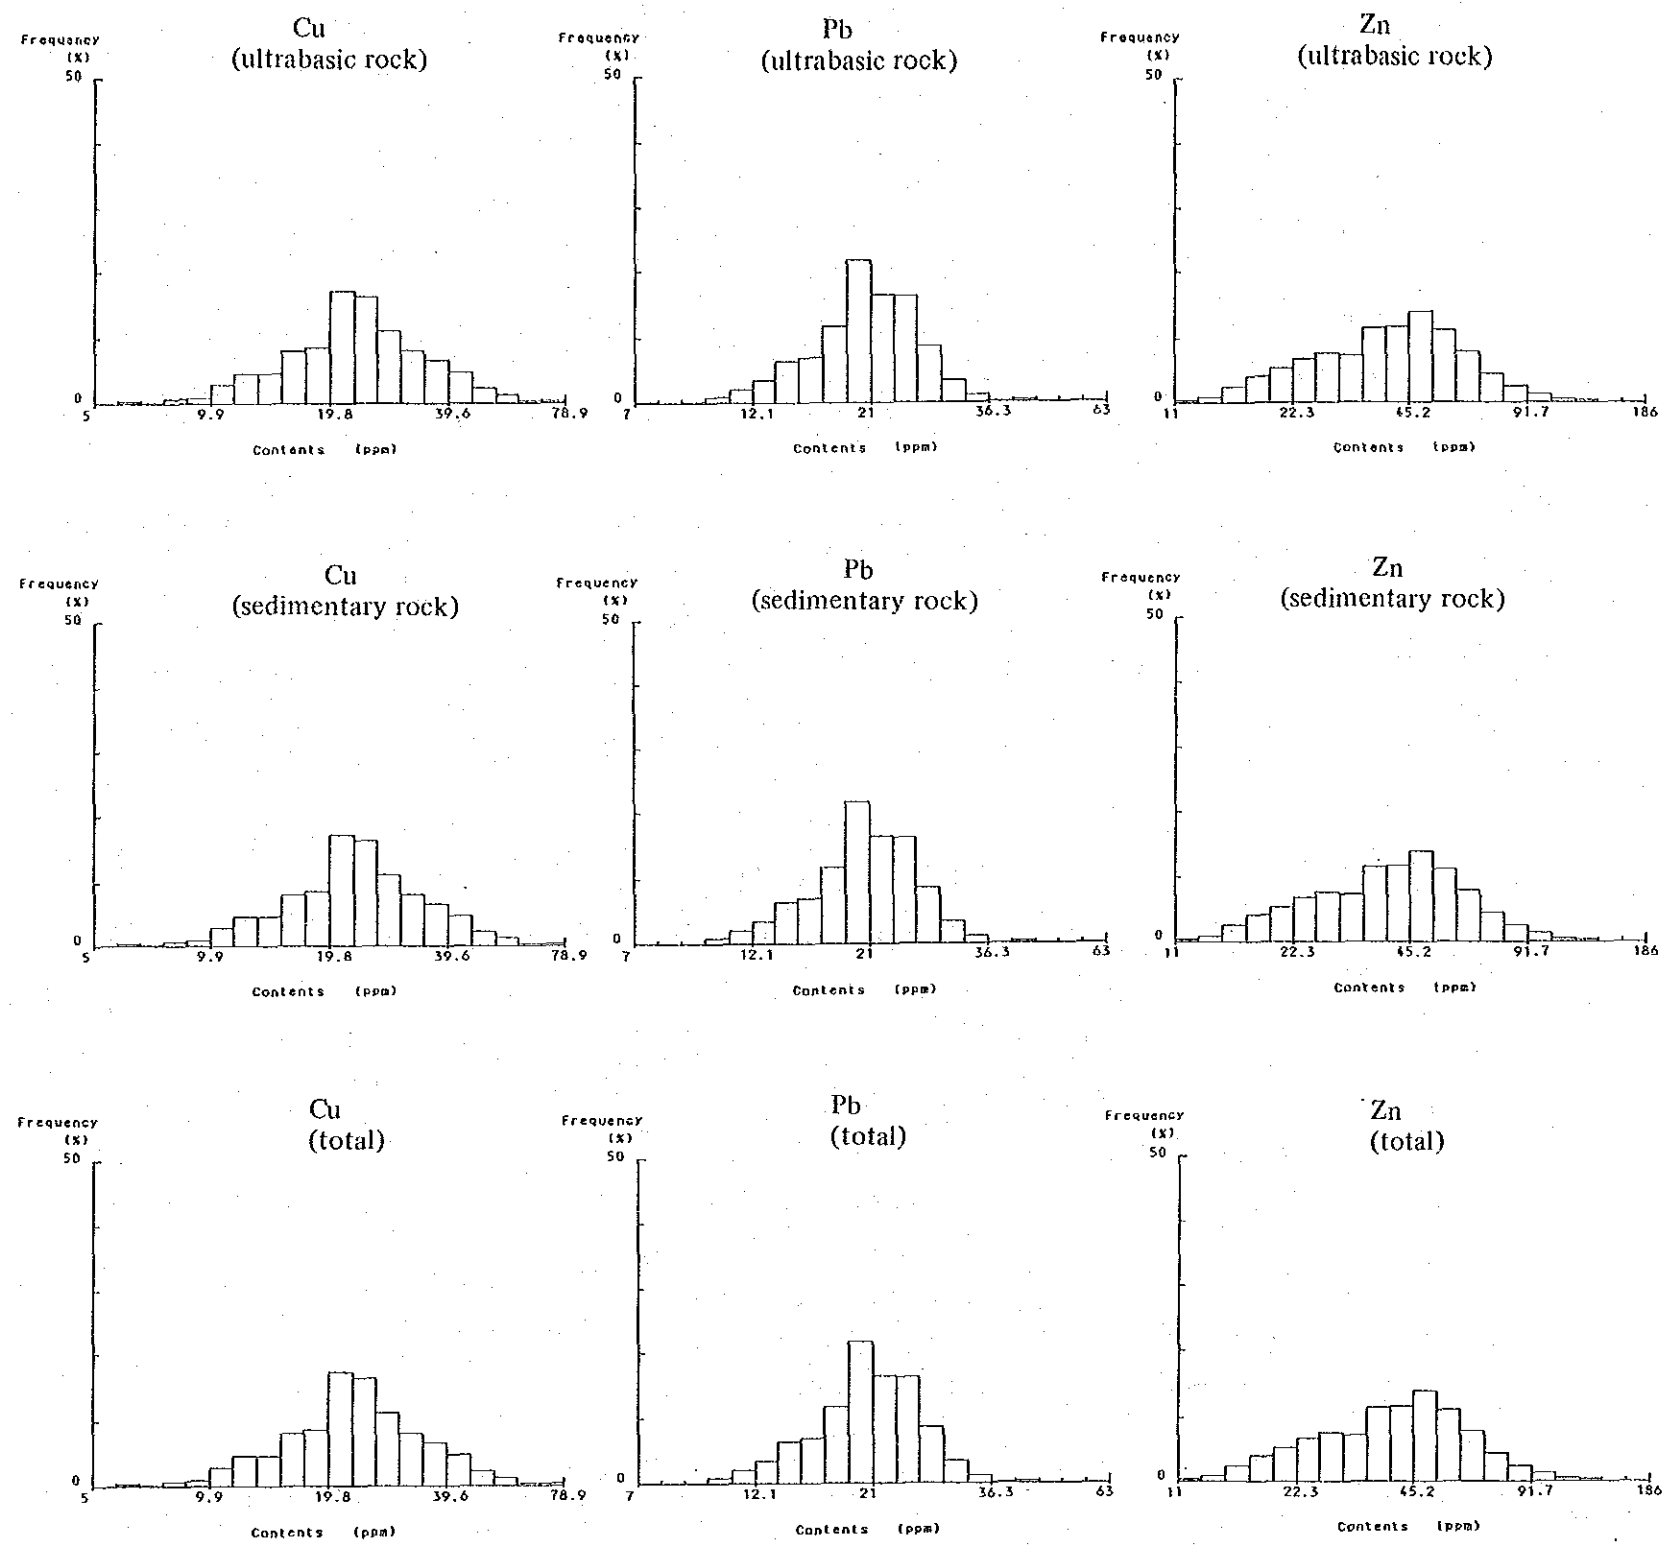 Cu
(ultrabasic rock)
Frequency
(%)
50
0
5 9.9 19.8 39.6 78.9
Contents (ppm)
Pb
(ultrabasic rock)
Frequency
(%)
50
0
7 12.1 21 36.3 63
Contents (ppm)
Zn
(ultrabasic rock)
Frequency
(%)
50
0
11 22.3 45.2 91.7 186
Contents (ppm)
Cu
(sedimentary rock)
Frequency
(%)
50
0
5 9.9 19.8 39.6 78.9
Contents (ppm)
Pb
(sedimentary rock)
Frequency
(%)
50
0
7 12.1 21 36.3 63
Contents (ppm)
Zn
(sedimentary rock)
Frequency
(%)
50
0
11 22.3 45.2 91.7 186
Contents (ppm)
Cu
(total)
Frequency
(%)
50
0
5 9.9 19.8 39.6 78.9
Contents (ppm)
Pb
(total)
Frequency
(%)
50
0
7 12.1 21 36.3 63
Contents (ppm)
Zn
(total)
Frequency
(%)
50
0
11 22.3 45.2 91.7 186
Contents (ppm)